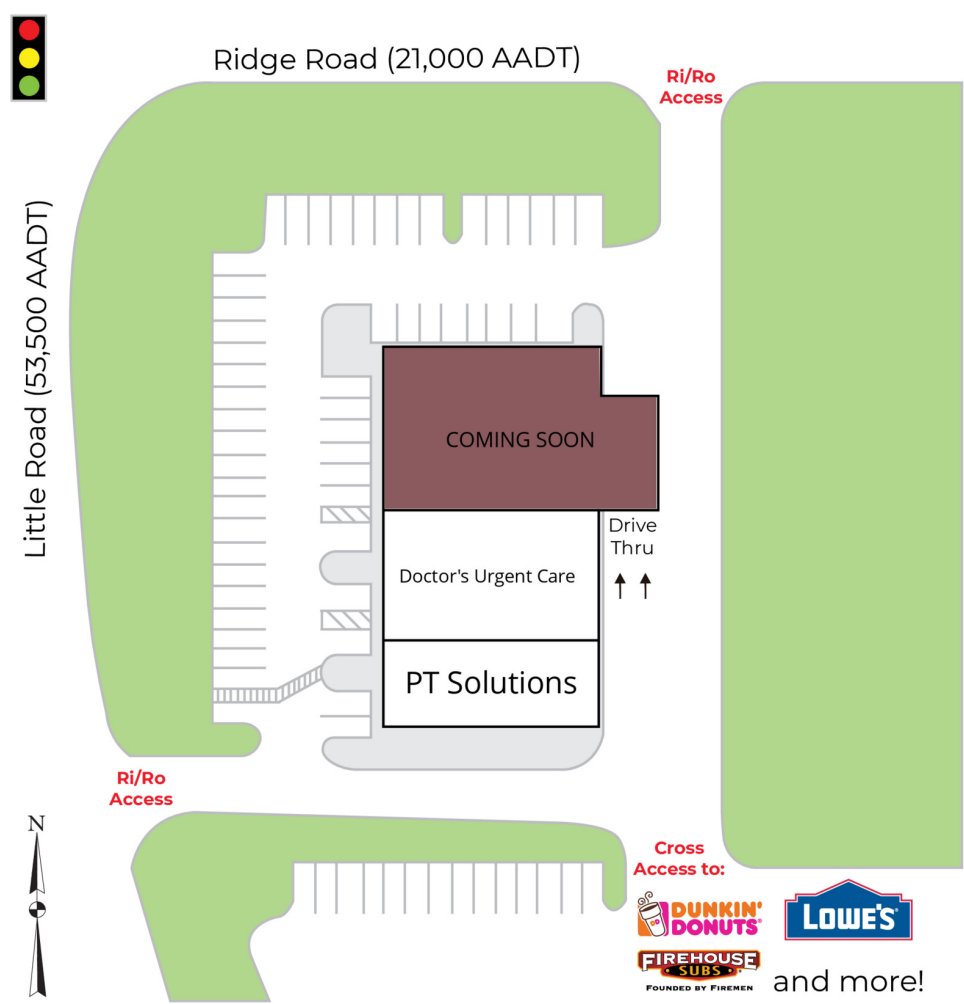 Ridge Road (21,000 AADT)
Ri/Ro
Access
Little Road (53,500 AADT)
COMING SOON
Drive
Thru
Doctor's Urgent Care
PT Solutions
Ri/Ro
Access
N
Cross
Access to:
DUNKIN'
DONUTS®
LOWE'S®
FIREHOUSE
SUBS
FOUNDED BY FIREMEN
and more!